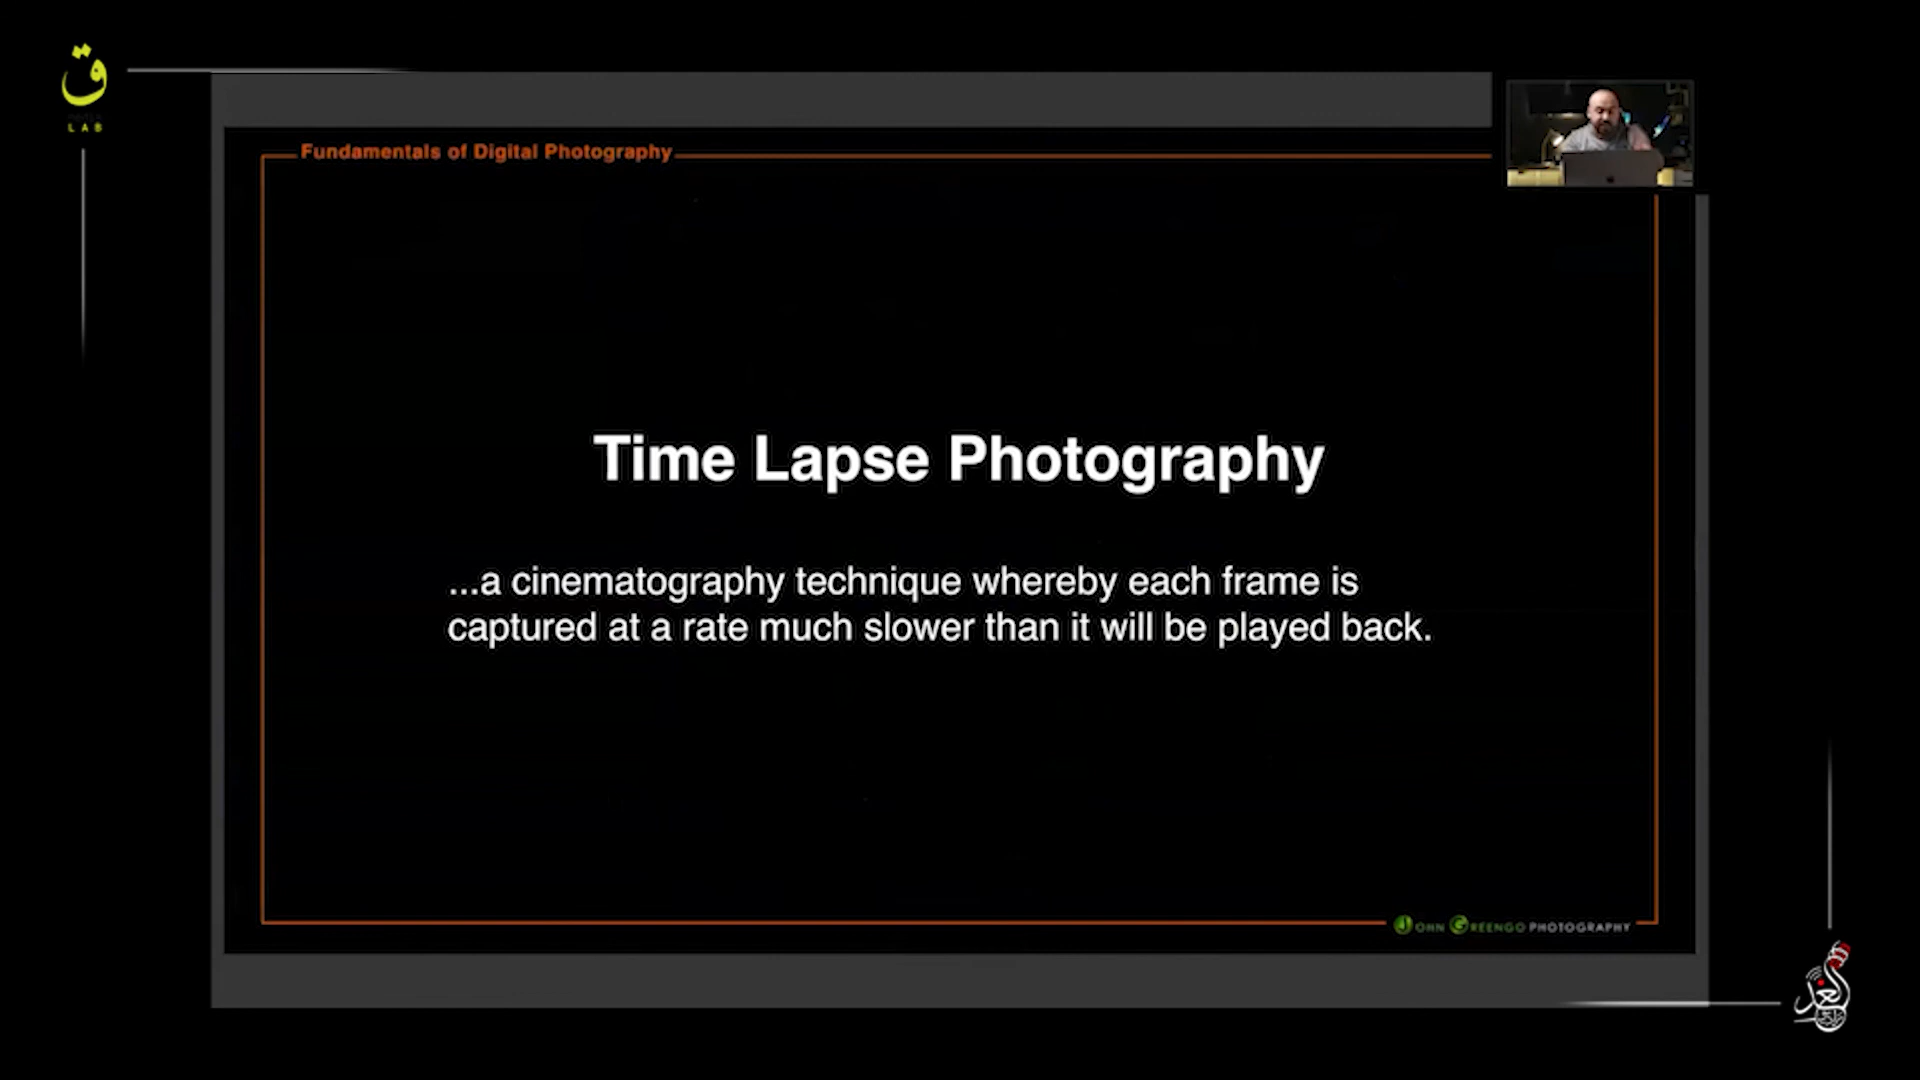 ق
LAB
Fundamentals of Digital Photography
Time Lapse Photography
...a cinematography technique whereby each frame is
captured at a rate much slower than it will be played back.
JOHN GREENGO PHOTOGRAPHY